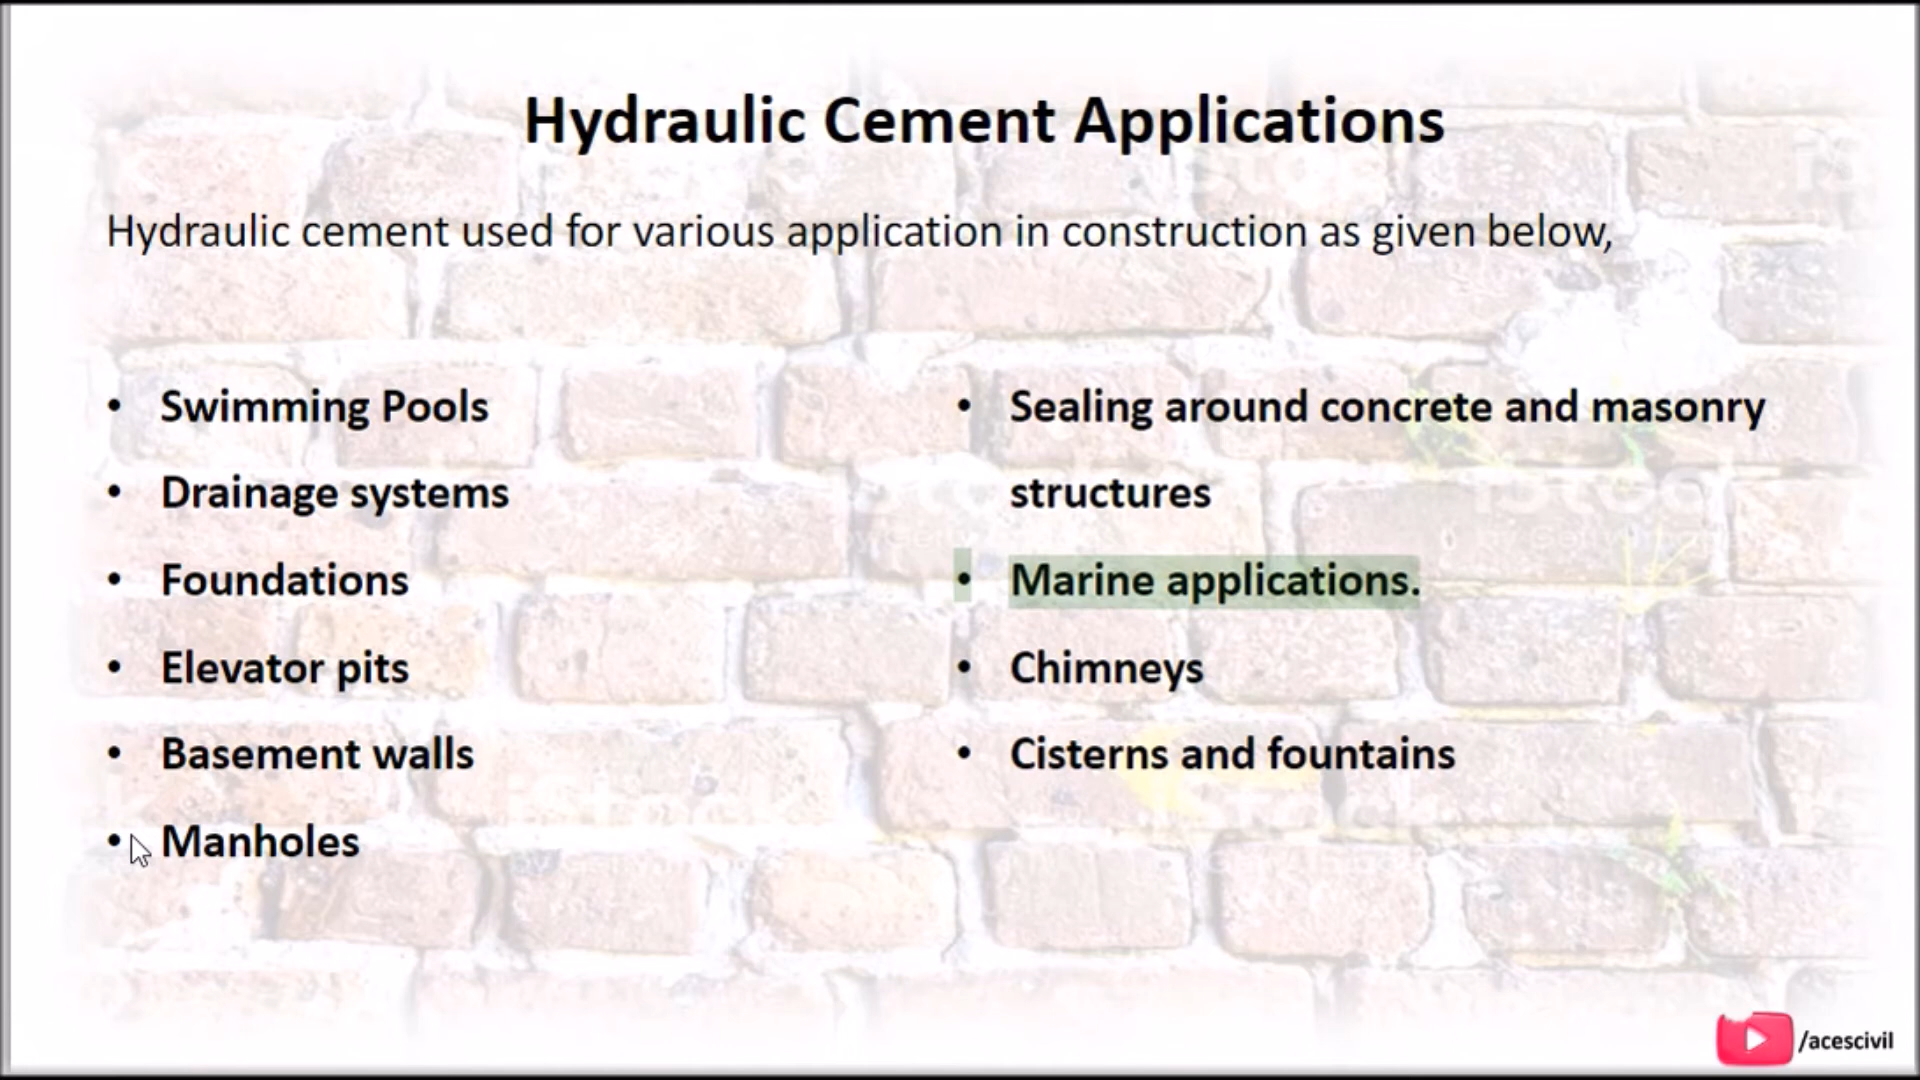 Hydraulic Cement Applications
Hydraulic cement used for various application in construction as given below,
• Swimming Pools
• Drainage systems
• Foundations
• Elevator pits
• Basement walls
• Manholes
• Sealing around concrete and masonry
structures
• Marine applications.
• Chimneys
• Cisterns and fountains
/acescivil